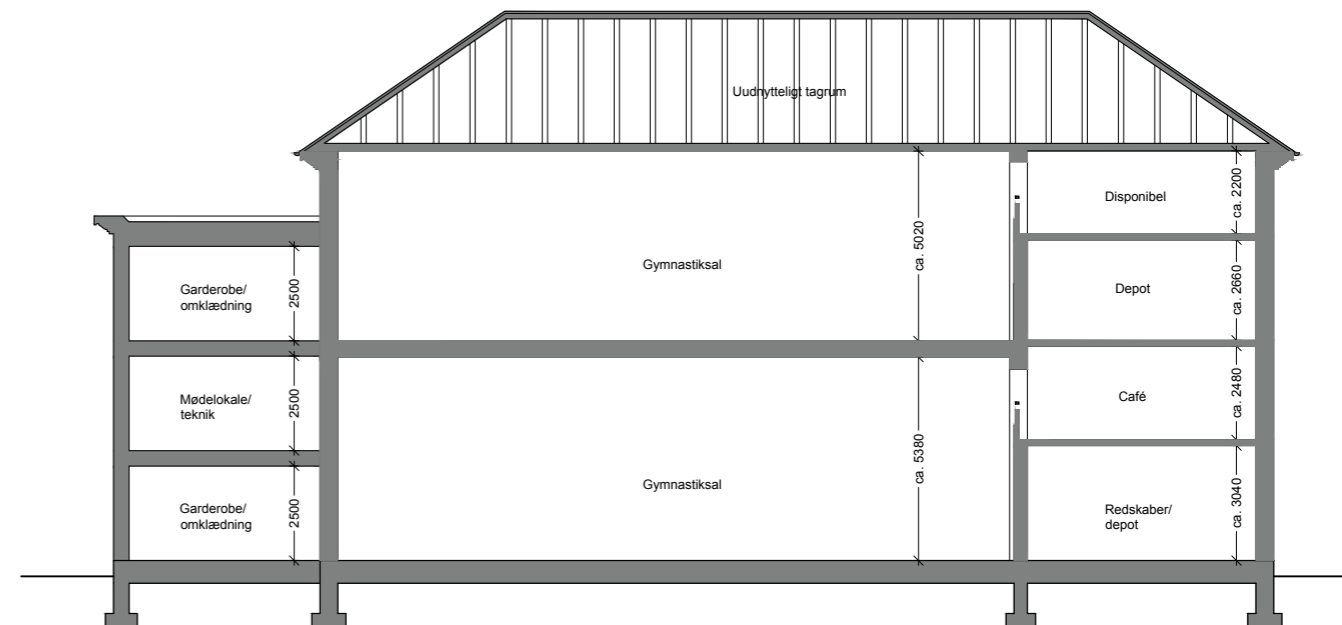 Uudnytteligt tagrum
Disponibel
ca. 2200
Gymnastiksal
ca. 5020
Garderobe/
omklædning
2500
Depot
ca. 2660
Mødelokale/
teknik
2500
Café
ca. 2480
Gymnastiksal
ca. 5380
Garderobe/
omklædning
2500
Redskaber/
depot
ca. 3040